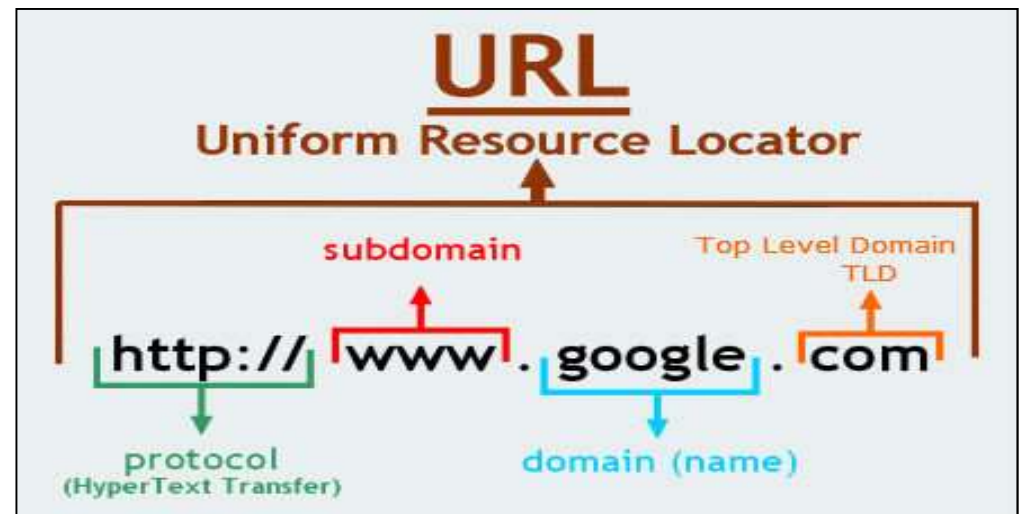 URL
Uniform Resource Locator
subdomain
Top Level Domain
TLD
http:// www . google . com
protocol
(HyperText Transfer)
domain (name)